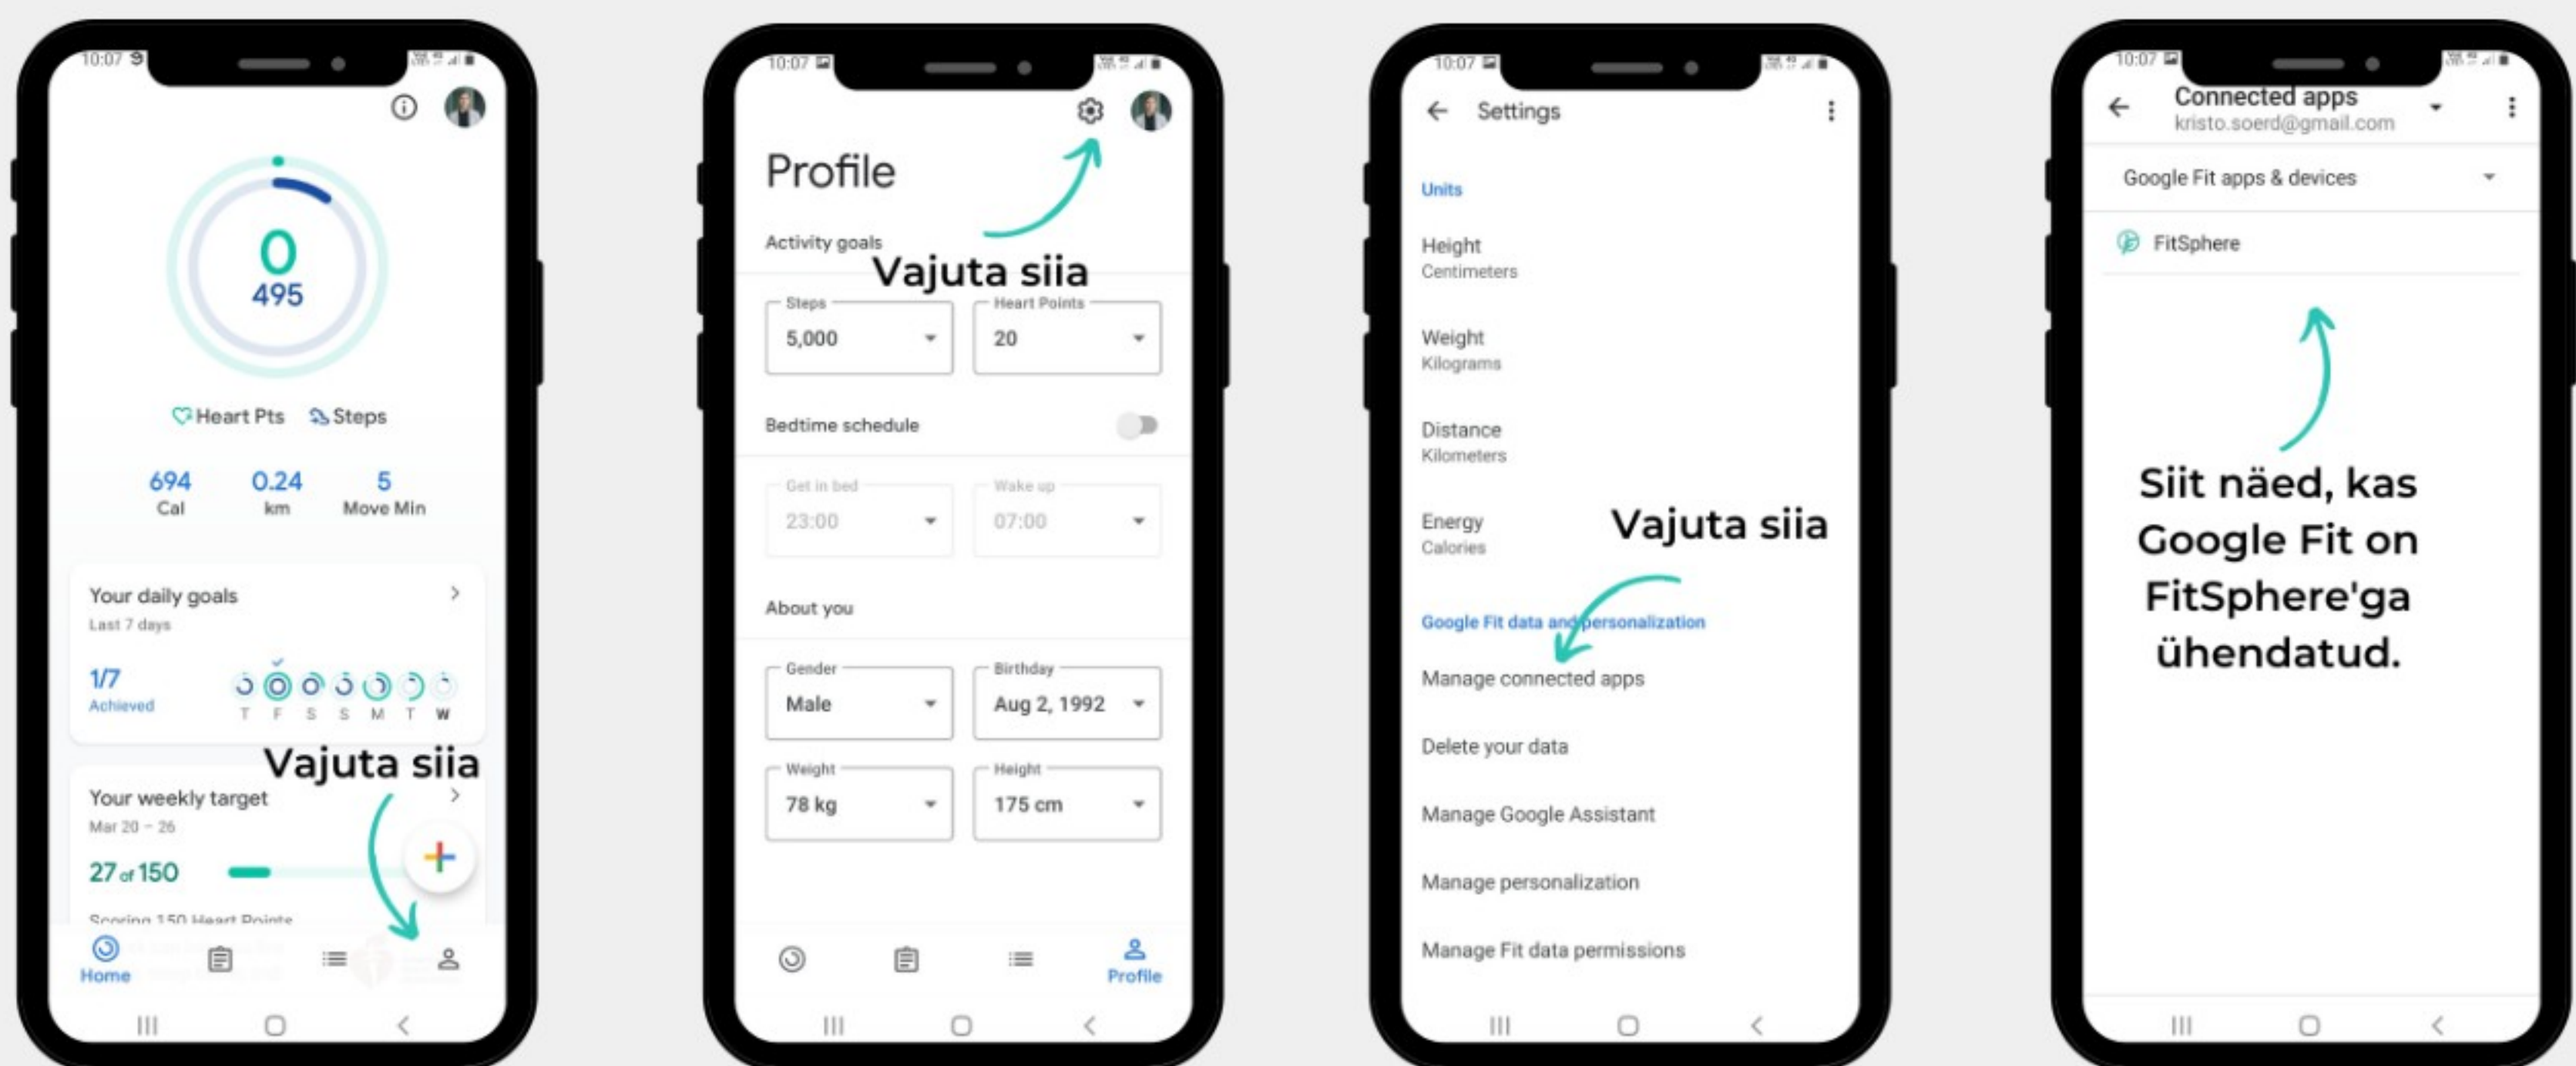 10:07
0
495
Heart Pts Steps
694 0.24 5
Cal km Move Min
Your daily goals
Last 7 days
1/7
Achieved
T F S S M T W
Vajuta siia
Your weekly target
Mar 20 – 26
27 of 150
Scoring 150 Heart Points
Home
10:07
Profile
Activity goals
Vajuta siia
Steps Heart Points
5,000 20
Bedtime schedule
Get in bed Wake up
23:00 07:00
About you
Gender Birthday
Male Aug 2, 1992
Weight Height
78 kg 175 cm
Profile
10:07
Settings
Units
Height
Centimeters
Weight
Kilograms
Distance
Kilometers
Energy
Calories
Vajuta siia
Google Fit data and personalization
Manage connected apps
Delete your data
Manage Google Assistant
Manage personalization
Manage Fit data permissions
10:07
Connected apps
kristo.soerd@gmail.com
Google Fit apps & devices
FitSphere
Siit näed, kas
Google Fit on
FitSphere'ga
ühendatud.